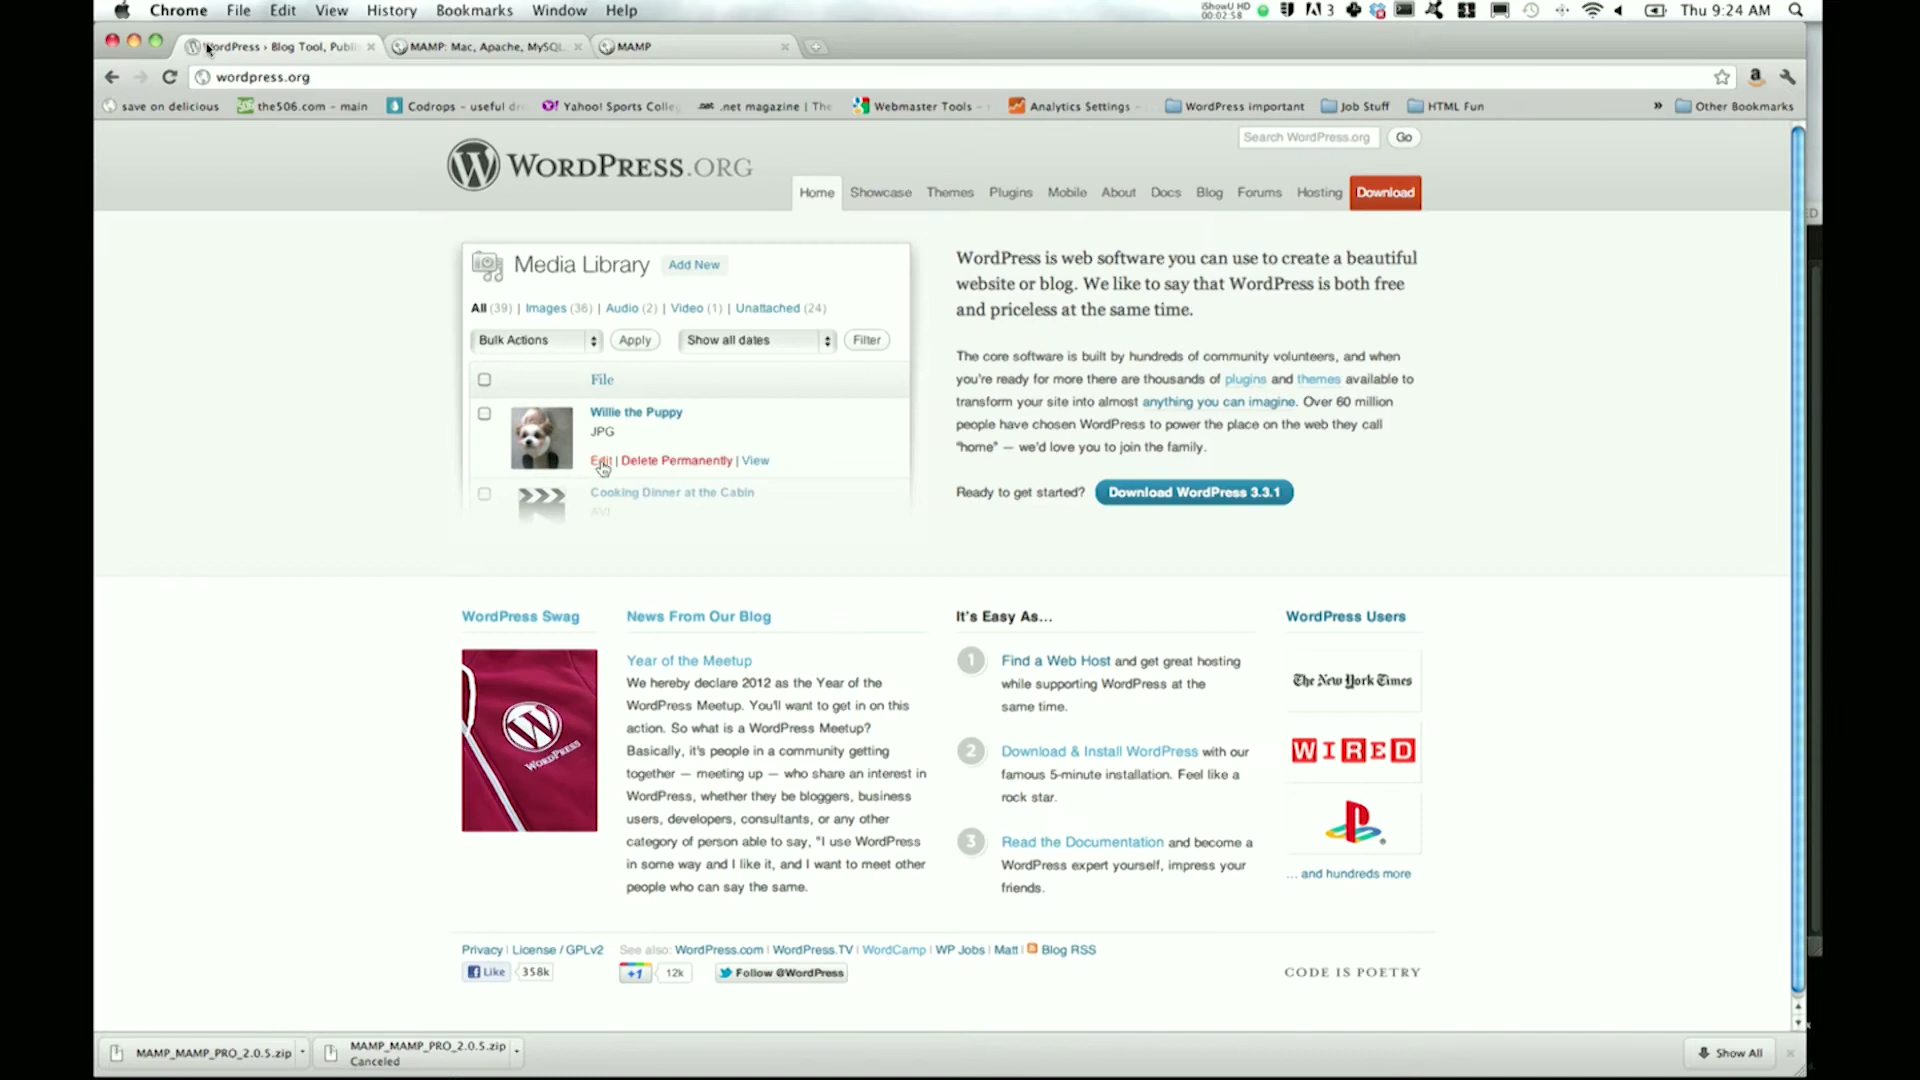 Chrome File Edit View History Bookmarks Window Help
iShowU HD
00:02:58
3
Thu 9:24 AM
WordPress › Blog Tool, Publi
MAMP: Mac, Apache, MySQL
MAMP
wordpress.org
save on delicious
the506.com - main
Codrops - useful dr
Yahoo! Sports Colle
.net magazine | The
Webmaster Tools -
Analytics Settings -
WordPress important
Job Stuff
HTML Fun
»
Other Bookmarks
WORDPRESS.ORG
Search WordPress.org
Go
Home Showcase Themes Plugins Mobile About Docs Blog Forums Hosting Download
Media Library Add New
All (39) | Images (36) | Audio (2) | Video (1) | Unattached (24)
Bulk Actions Apply Show all dates Filter
File
Willie the Puppy
JPG
Edit | Delete Permanently | View
Cooking Dinner at the Cabin
AVI
WordPress is web software you can use to create a beautiful
website or blog. We like to say that WordPress is both free
and priceless at the same time.
The core software is built by hundreds of community volunteers, and when
you're ready for more there are thousands of plugins and themes available to
transform your site into almost anything you can imagine. Over 60 million
people have chosen WordPress to power the place on the web they call
"home" — we'd love you to join the family.
Ready to get started? Download WordPress 3.3.1
WordPress Swag
WORDPRESS
News From Our Blog
Year of the Meetup
We hereby declare 2012 as the Year of the
WordPress Meetup. You'll want to get in on this
action. So what is a WordPress Meetup?
Basically, it's people in a community getting
together — meeting up — who share an interest in
WordPress, whether they be bloggers, business
users, developers, consultants, or any other
category of person able to say, "I use WordPress
in some way and I like it, and I want to meet other
people who can say the same.
It's Easy As...
1 Find a Web Host and get great hosting
while supporting WordPress at the
same time.
2 Download & Install WordPress with our
famous 5-minute installation. Feel like a
rock star.
3 Read the Documentation and become a
WordPress expert yourself, impress your
friends.
WordPress Users
The New York Times
WIRED
... and hundreds more
Privacy | License / GPLv2
See also: WordPress.com | WordPress.TV | WordCamp | WP Jobs | Matt | Blog RSS
Like 358k
+1 12k
Follow @WordPress
CODE IS POETRY
MAMP_MAMP_PRO_2.0.5.zip
MAMP_MAMP_PRO_2.0.5.zip
Canceled
Show All